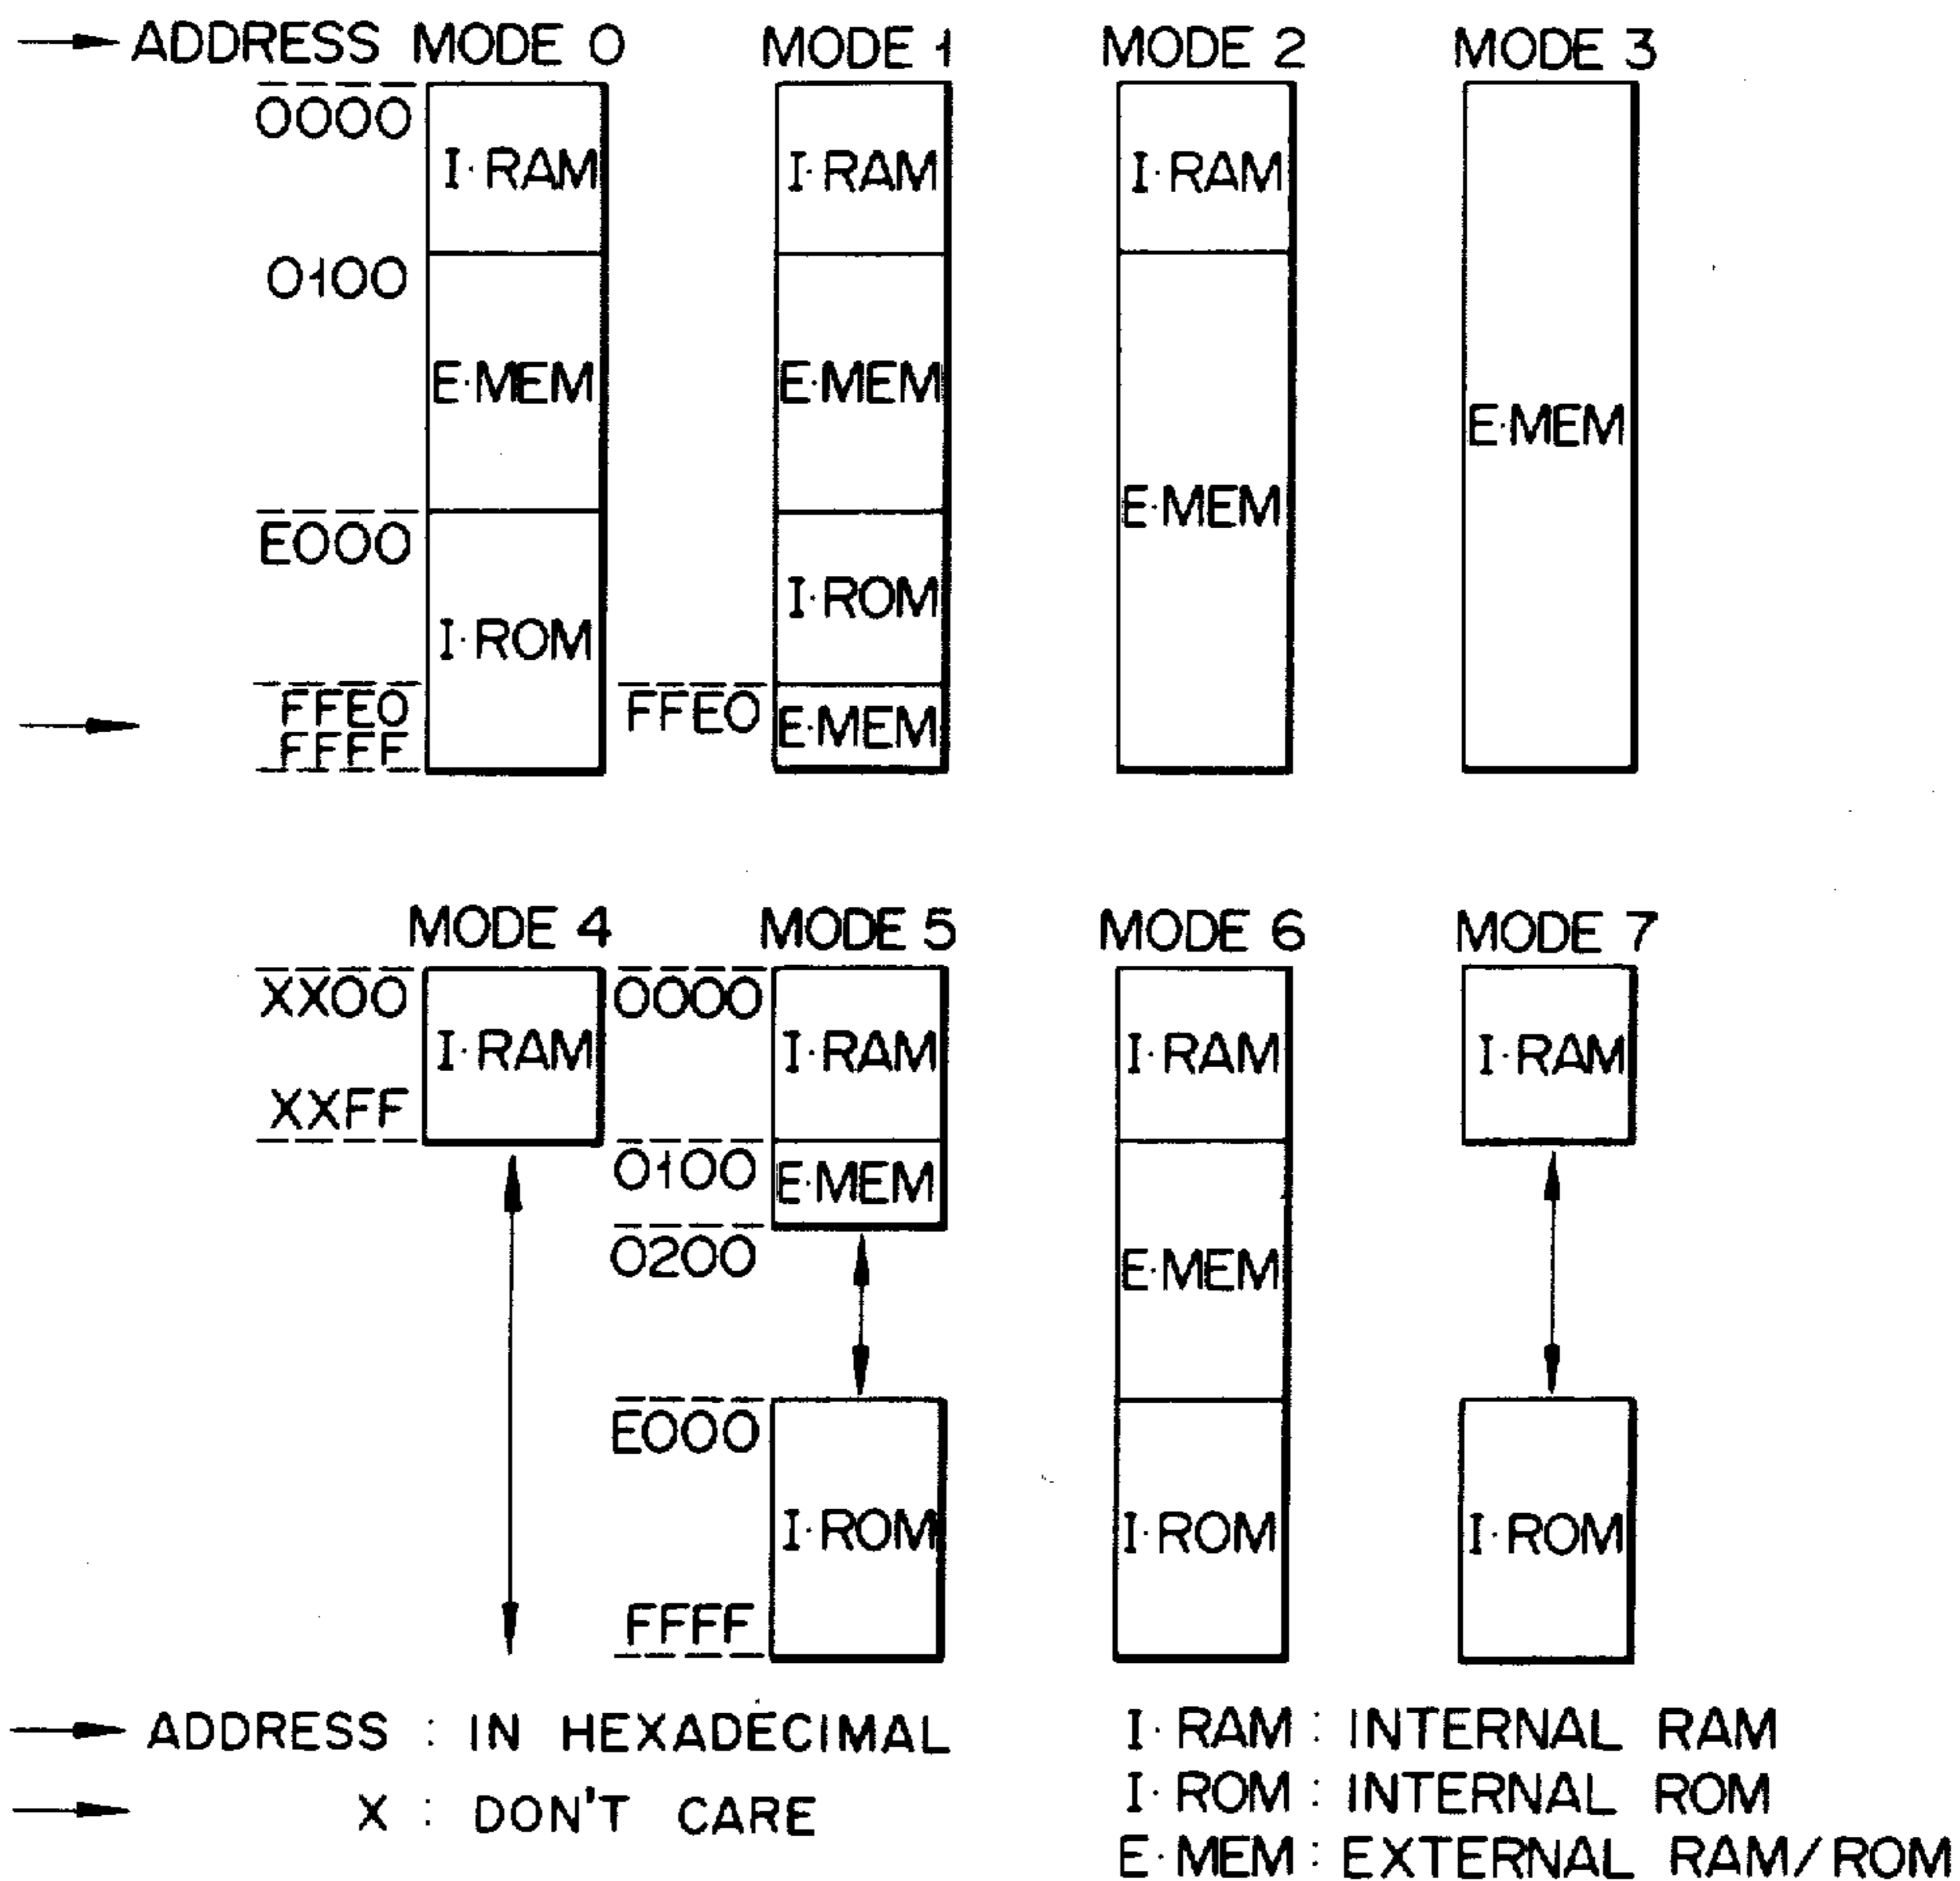 ADDRESS MODE 0 MODE 1 MODE 2 MODE 3
0000
I·RAM I·RAM I·RAM
0100
E·MEM E·MEM
E·MEM
E·MEM
E000
I·ROM
I·ROM
FFE0 FFE0 E·MEM
FFFF
MODE 4 MODE 5 MODE 6 MODE 7
XX00 0000
I·RAM I·RAM I·RAM I·RAM
XXFF
0100 E·MEM
0200 E·MEM
E000
I·ROM I·ROM I·ROM
FFFF
ADDRESS : IN HEXADECIMAL
X : DON'T CARE
I·RAM : INTERNAL RAM
I·ROM : INTERNAL ROM
E·MEM : EXTERNAL RAM/ROM